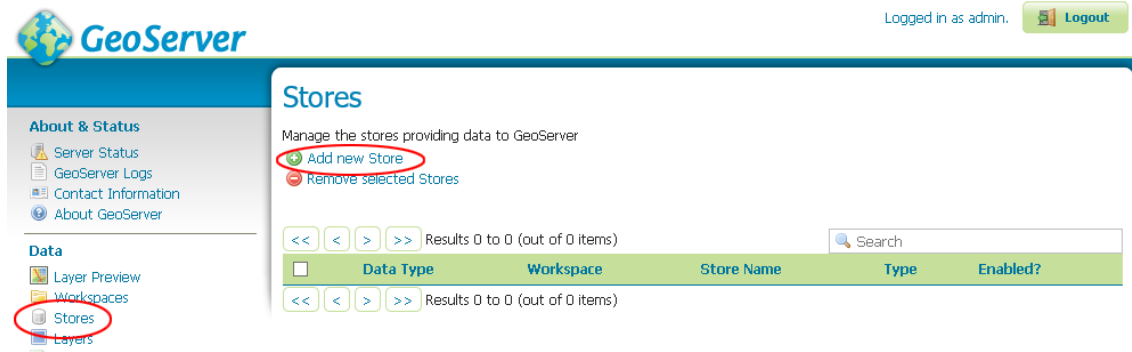 GeoServer
Logged in as admin.
Logout
About & Status
Server Status
GeoServer Logs
Contact Information
About GeoServer
Data
Layer Preview
Workspaces
Stores
Layers
Stores
Manage the stores providing data to GeoServer
Add new Store
Remove selected Stores
<< < > >> Results 0 to 0 (out of 0 items)
Search
Data Type Workspace Store Name Type Enabled?
<< < > >> Results 0 to 0 (out of 0 items)